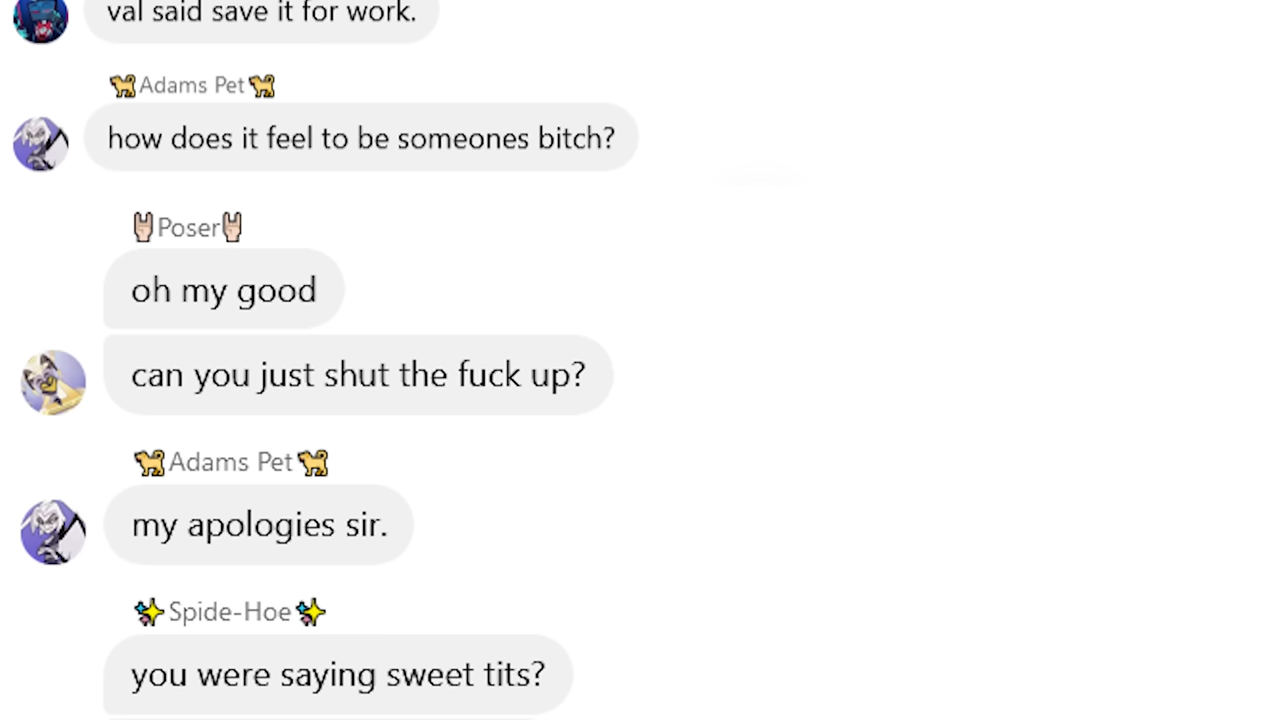 val said save it for work.
🐕Adams Pet🐕
how does it feel to be someones bitch?
🤘Poser🤘
oh my good
can you just shut the fuck up?
🐕Adams Pet🐕
my apologies sir.
✨Spide-Hoe✨
you were saying sweet tits?